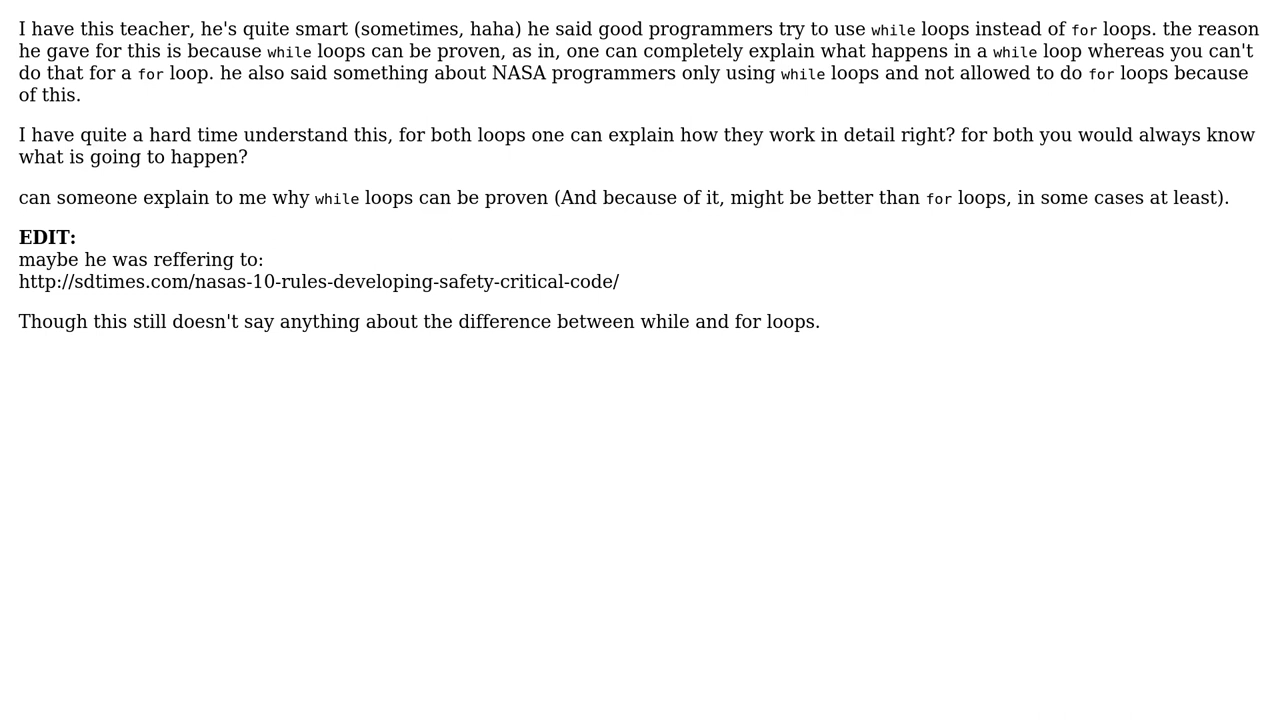 I have this teacher, he's quite smart (sometimes, haha) he said good programmers try to use while loops instead of for loops. the reason
he gave for this is because while loops can be proven, as in, one can completely explain what happens in a while loop whereas you can't
do that for a for loop. he also said something about NASA programmers only using while loops and not allowed to do for loops because
of this.
I have quite a hard time understand this, for both loops one can explain how they work in detail right? for both you would always know
what is going to happen?
can someone explain to me why while loops can be proven (And because of it, might be better than for loops, in some cases at least).
EDIT:
maybe he was reffering to:
http://sdtimes.com/nasas-10-rules-developing-safety-critical-code/
Though this still doesn't say anything about the difference between while and for loops.